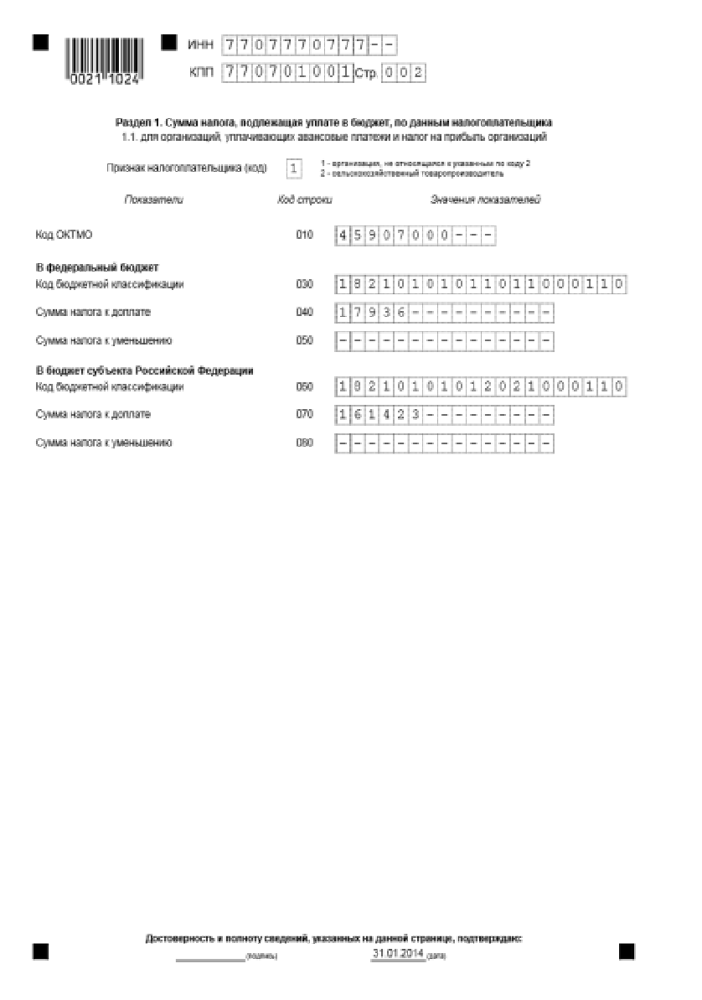 ИНН 7707770777--
0021 1024
КПП 770701001 Стр. 002
Раздел 1. Сумма налога, подлежащая уплате в бюджет, по данным налогоплательщика
1.1. для организаций, уплачивающих авансовые платежи и налог на прибыль организаций
Признак налогоплательщика (код) 1
1 - организация, не относящаяся к указанным по коду 2
2 - сельскохозяйственный товаропроизводитель
Показатели Код строки Значения показателей
Код ОКТМО 010 45907000---
В федеральный бюджет
Код бюджетной классификации 030 18210101011011000110
Сумма налога к доплате 040 17936----------
Сумма налога к уменьшению 050 ---------------
В бюджет субъекта Российской Федерации
Код бюджетной классификации 060 18210101012021000110
Сумма налога к доплате 070 161423---------
Сумма налога к уменьшению 080 ---------------
Достоверность и полноту сведений, указанных на данной странице, подтверждаю:
(подпись) 31.01.2014 (дата)